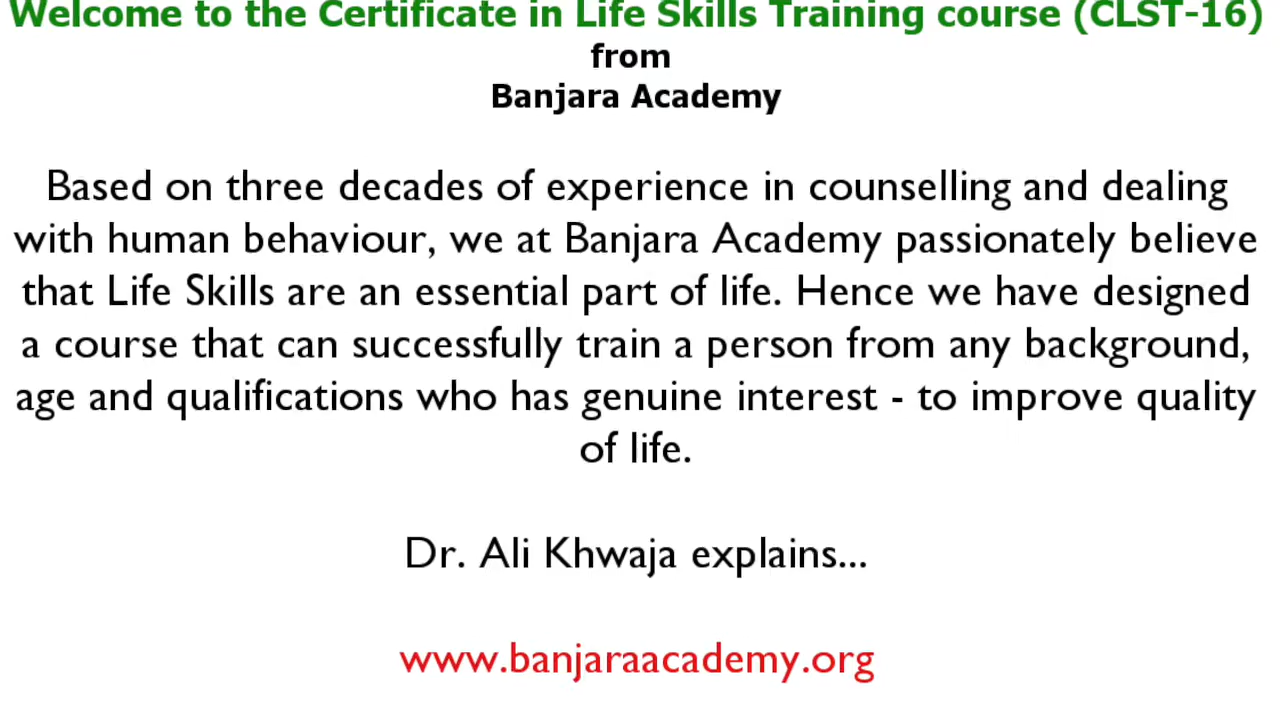 Welcome to the Certificate in Life Skills Training course (CLST-16)
from
Banjara Academy
Based on three decades of experience in counselling and dealing
with human behaviour, we at Banjara Academy passionately believe
that Life Skills are an essential part of life. Hence we have designed
a course that can successfully train a person from any background,
age and qualifications who has genuine interest - to improve quality
of life.
Dr. Ali Khwaja explains...
www.banjaraacademy.org